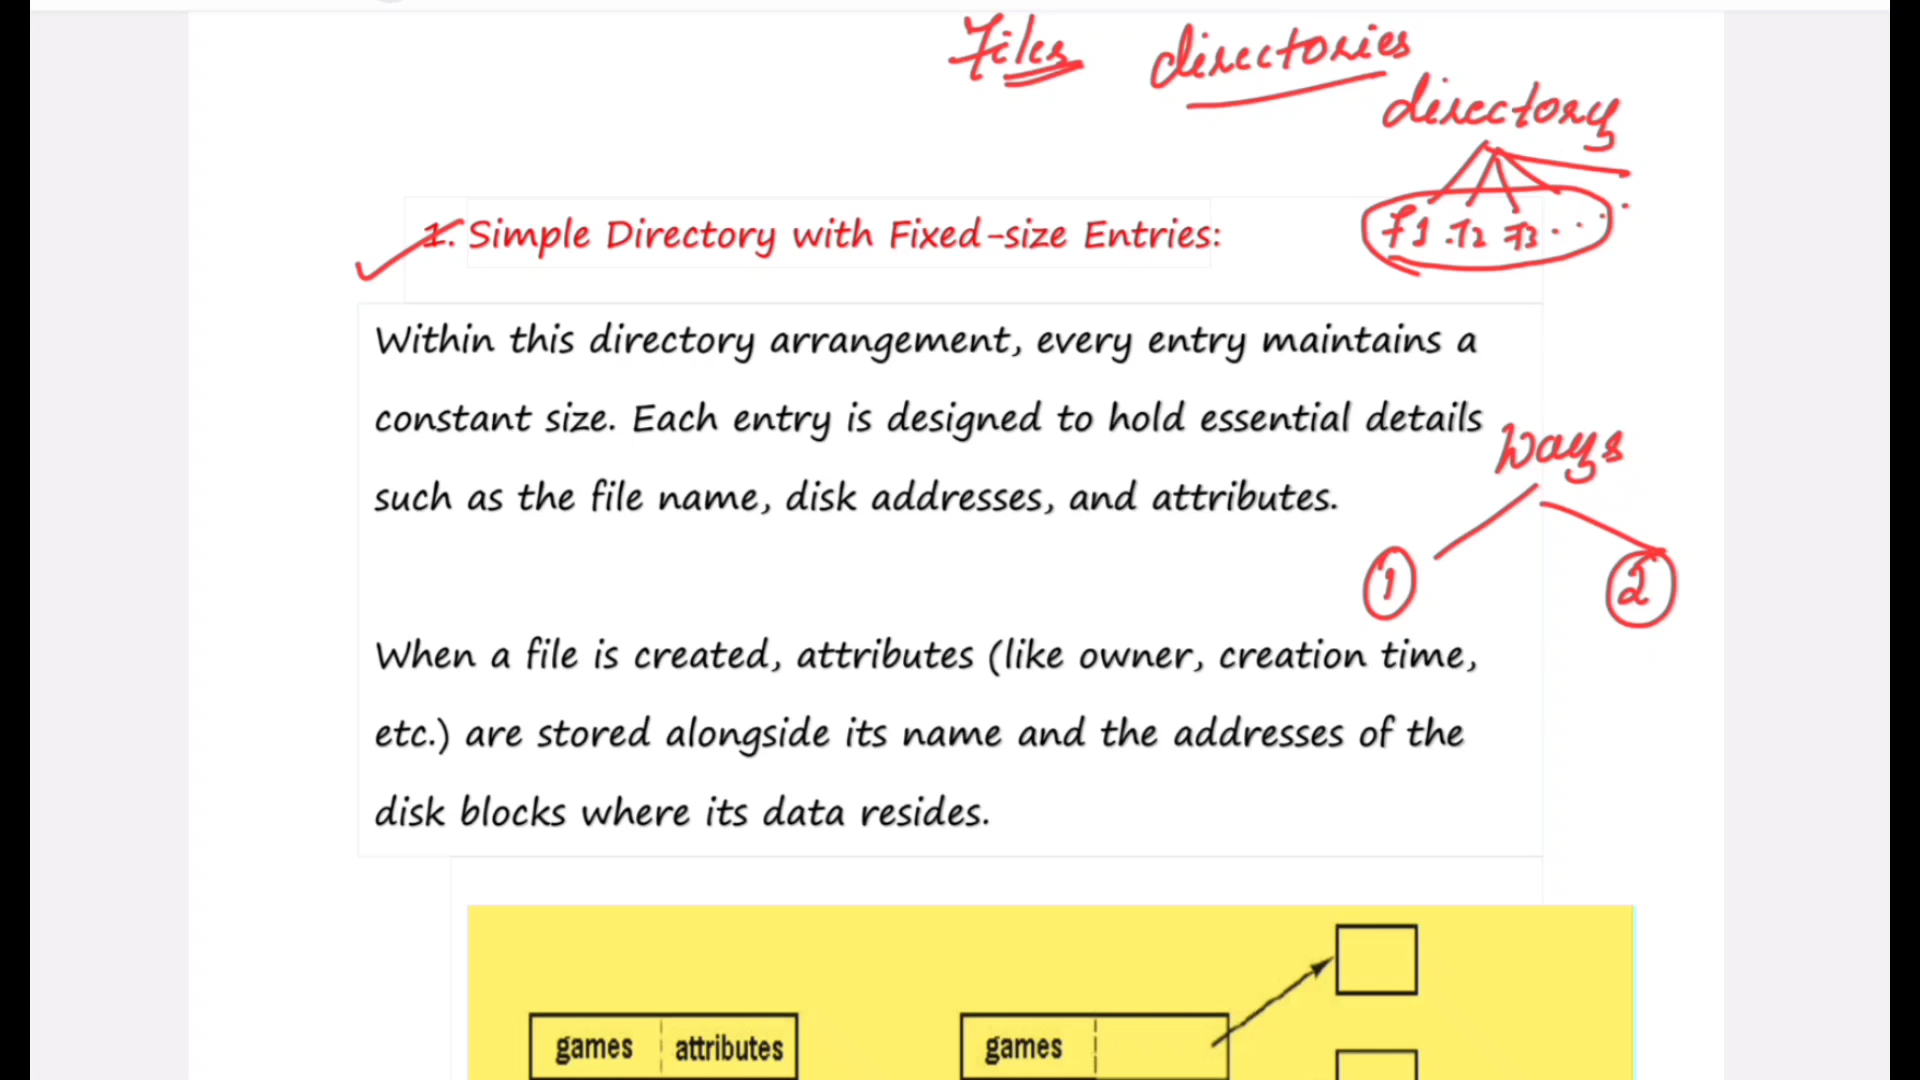 Files directories
directory
f1 F2 F3 ...
1. Simple Directory with Fixed-size Entries:
Within this directory arrangement, every entry maintains a
constant size. Each entry is designed to hold essential details
such as the file name, disk addresses, and attributes.
Ways
1 2
When a file is created, attributes (like owner, creation time,
etc.) are stored alongside its name and the addresses of the
disk blocks where its data resides.
games attributes games